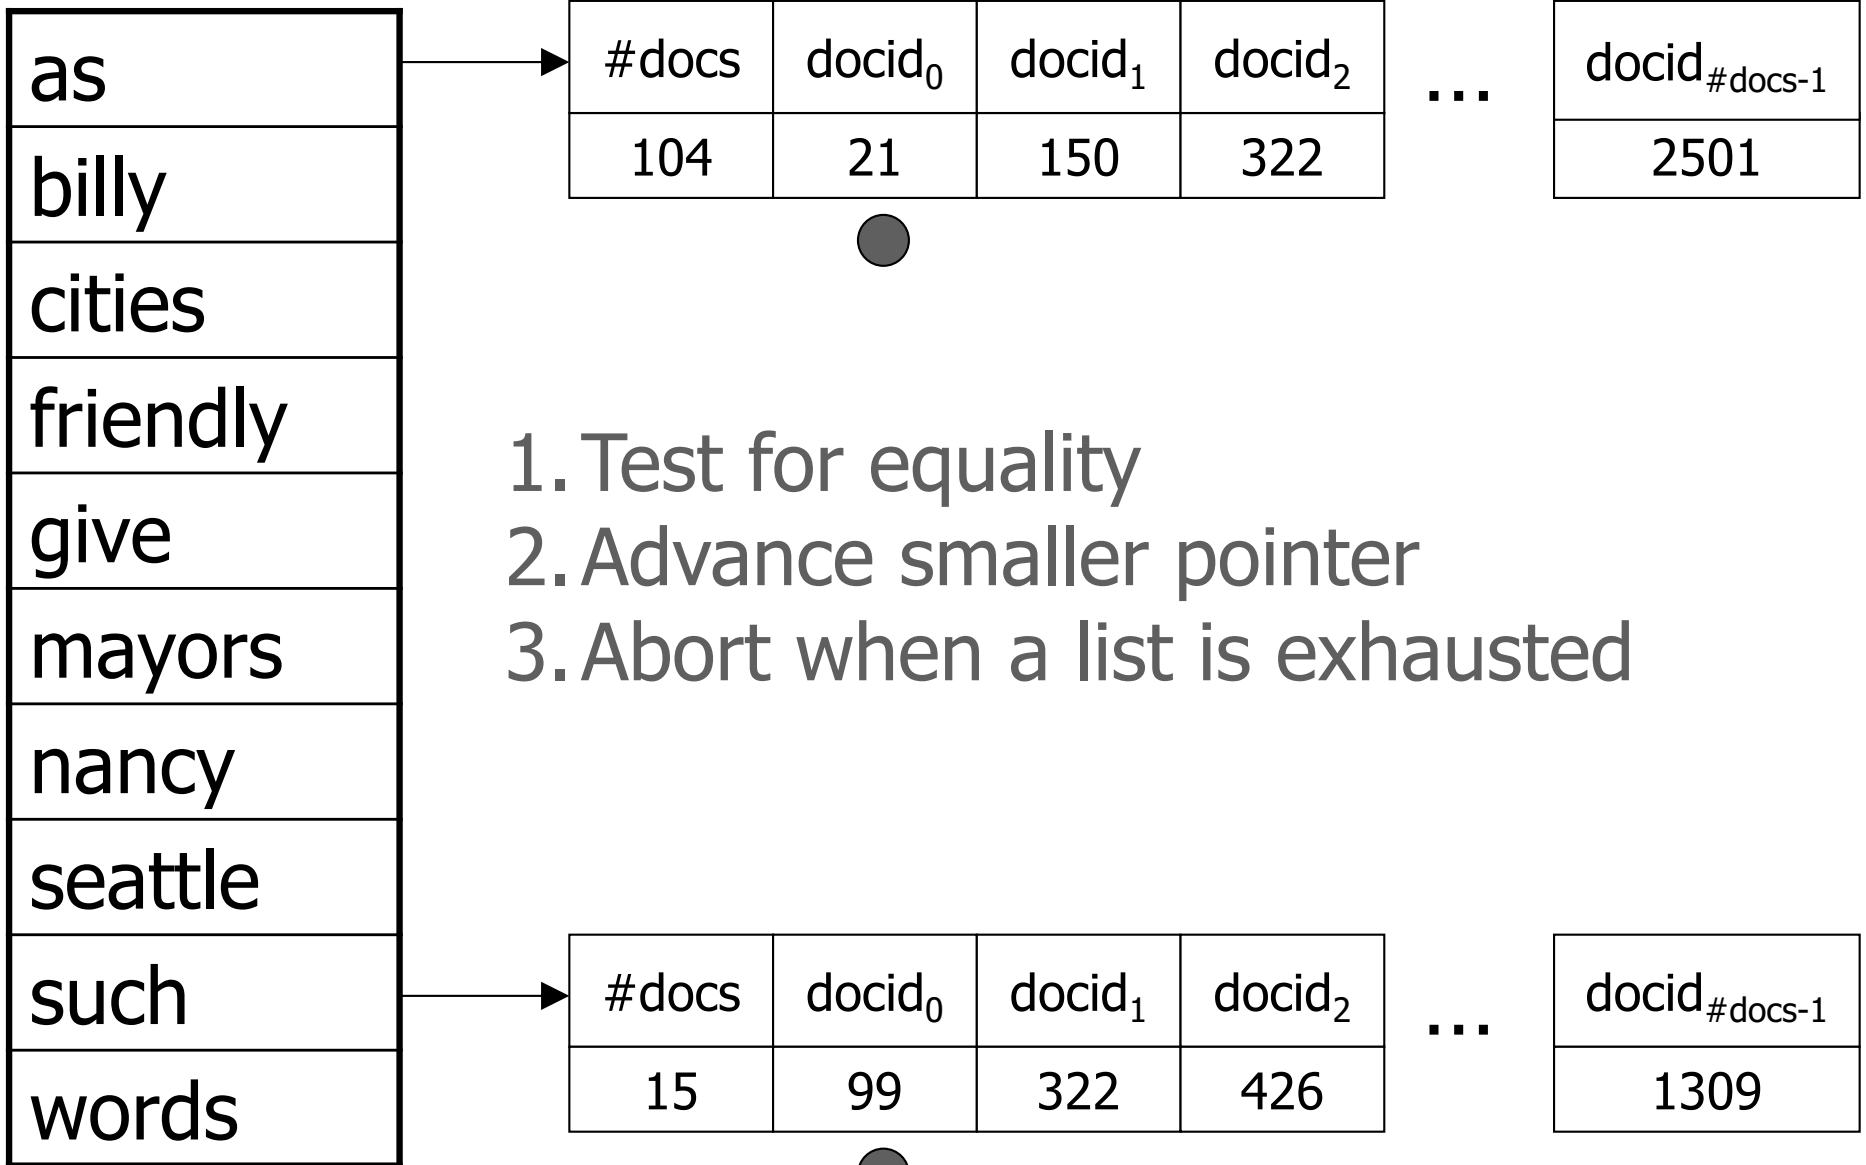 as
billy
cities
friendly
give
mayors
nancy
seattle
such
words
#docs docid₀ docid₁ docid₂ ... docid#docs-1
104 21 150 322 2501
1. Test for equality
2. Advance smaller pointer
3. Abort when a list is exhausted
#docs docid₀ docid₁ docid₂ ... docid#docs-1
15 99 322 426 1309